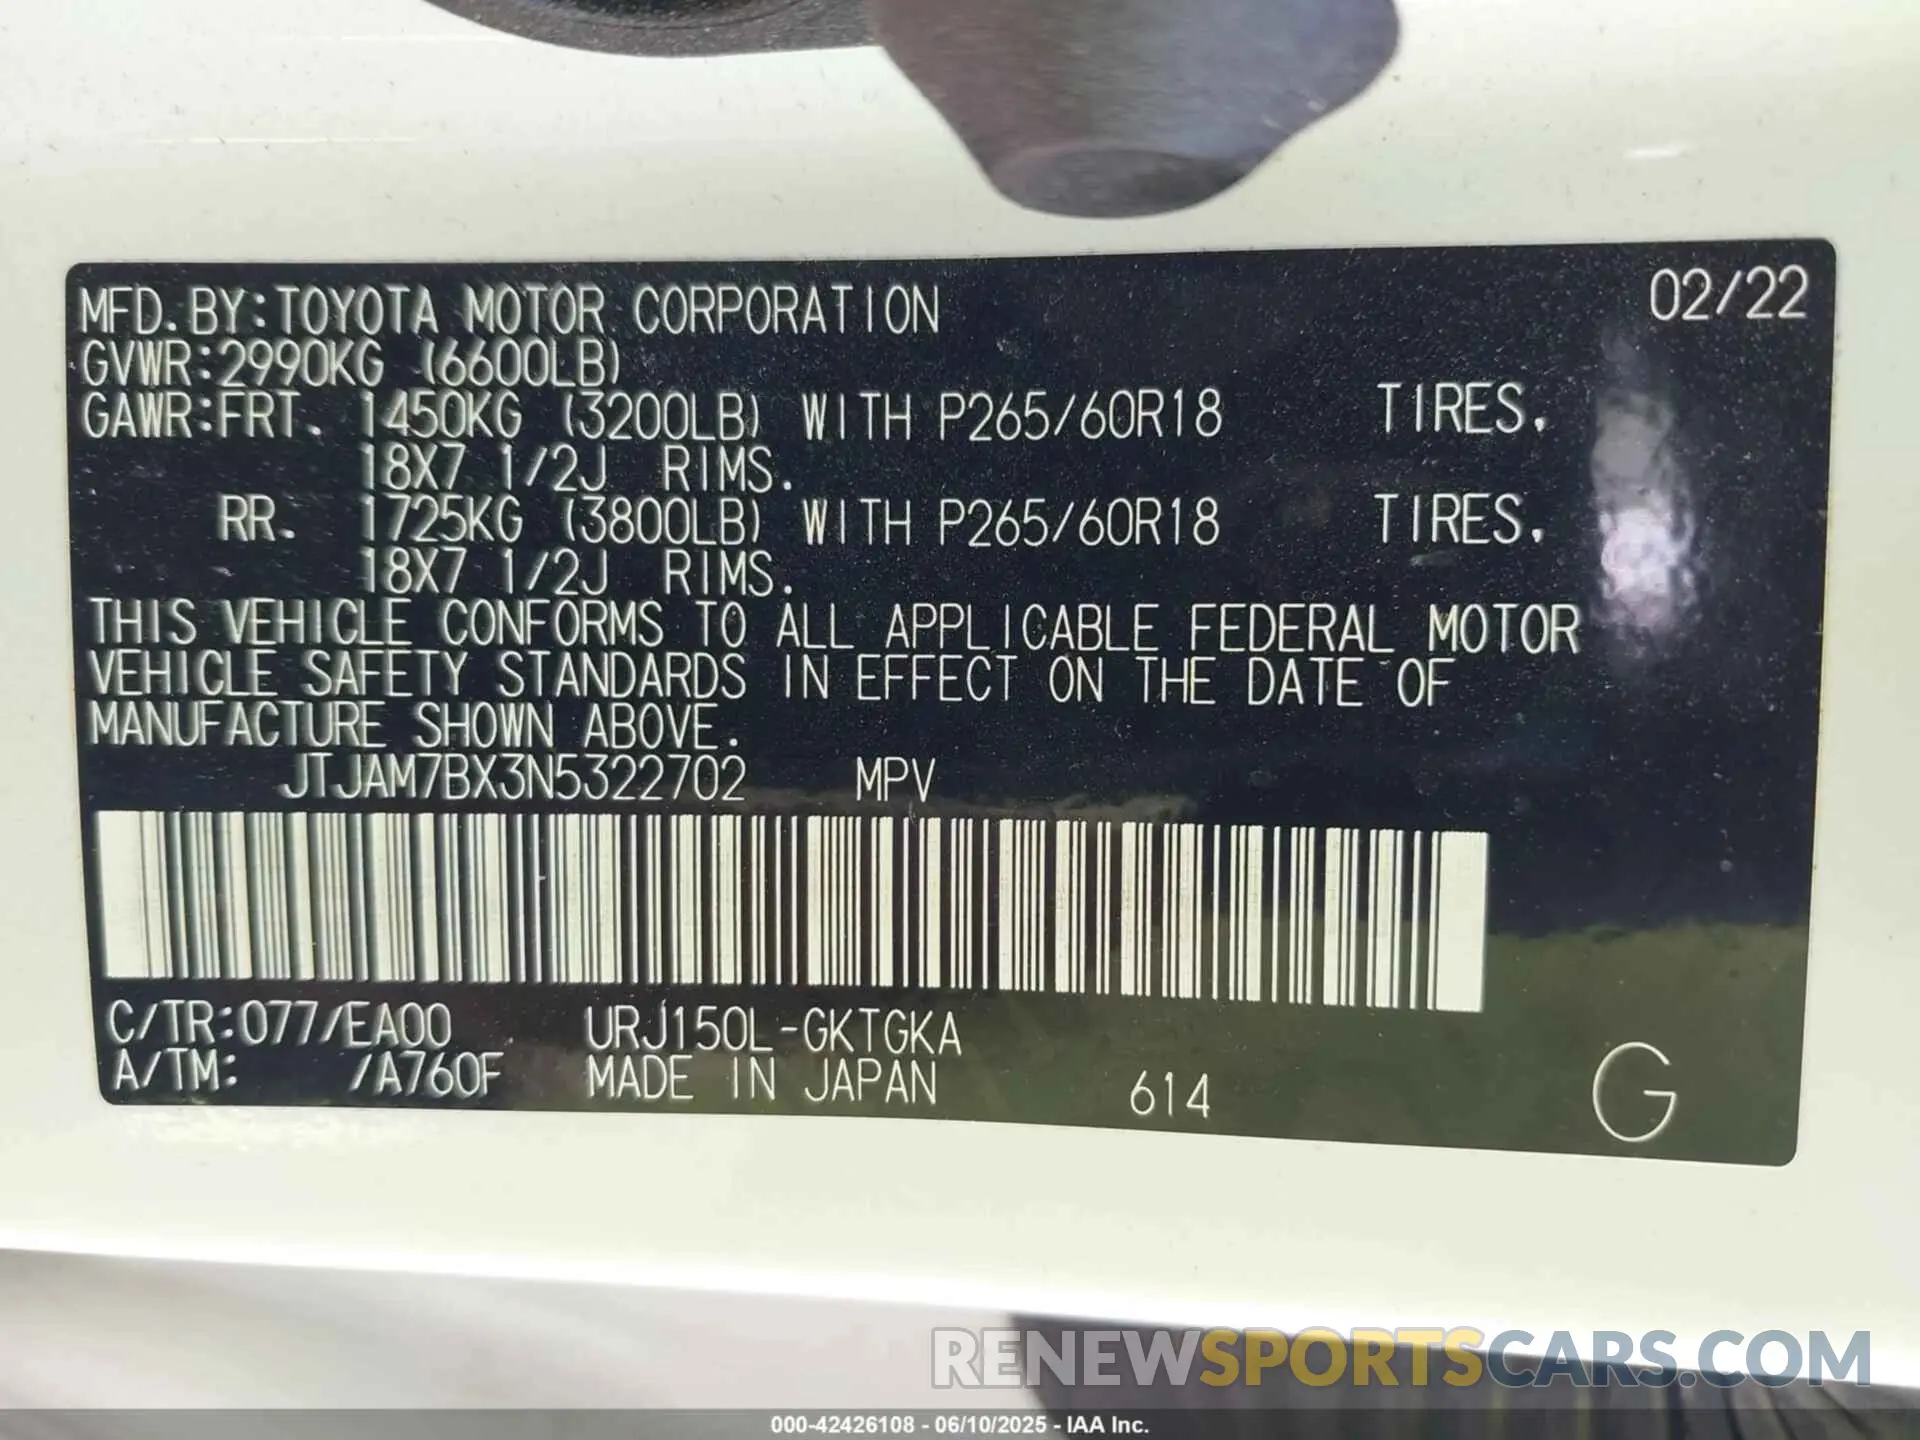 02/22
MFD. BY:TOYOTA MOTOR CORPORATION
GVWR:2990KG (6600LB)
GAWR:FRT. 1450KG (3200LB) WITH P265/60R18 TIRES,
18X7 1/2J RIMS.
RR. 1725KG (3800LB) WITH P265/60R18 TIRES,
18X7 1/2J RIMS.
THIS VEHICLE CONFORMS TO ALL APPLICABLE FEDERAL MOTOR
VEHICLE SAFETY STANDARDS IN EFFECT ON THE DATE OF
MANUFACTURE SHOWN ABOVE.
JTJAM7BX3N5322702 MPV
C/TR:077/EA00 URJ150L-GKTGKA
A/TM: /A760F MADE IN JAPAN 614 G
RENEWSPORTSCARS.COM
000-42426108 - 06/10/2025 - IAA Inc.